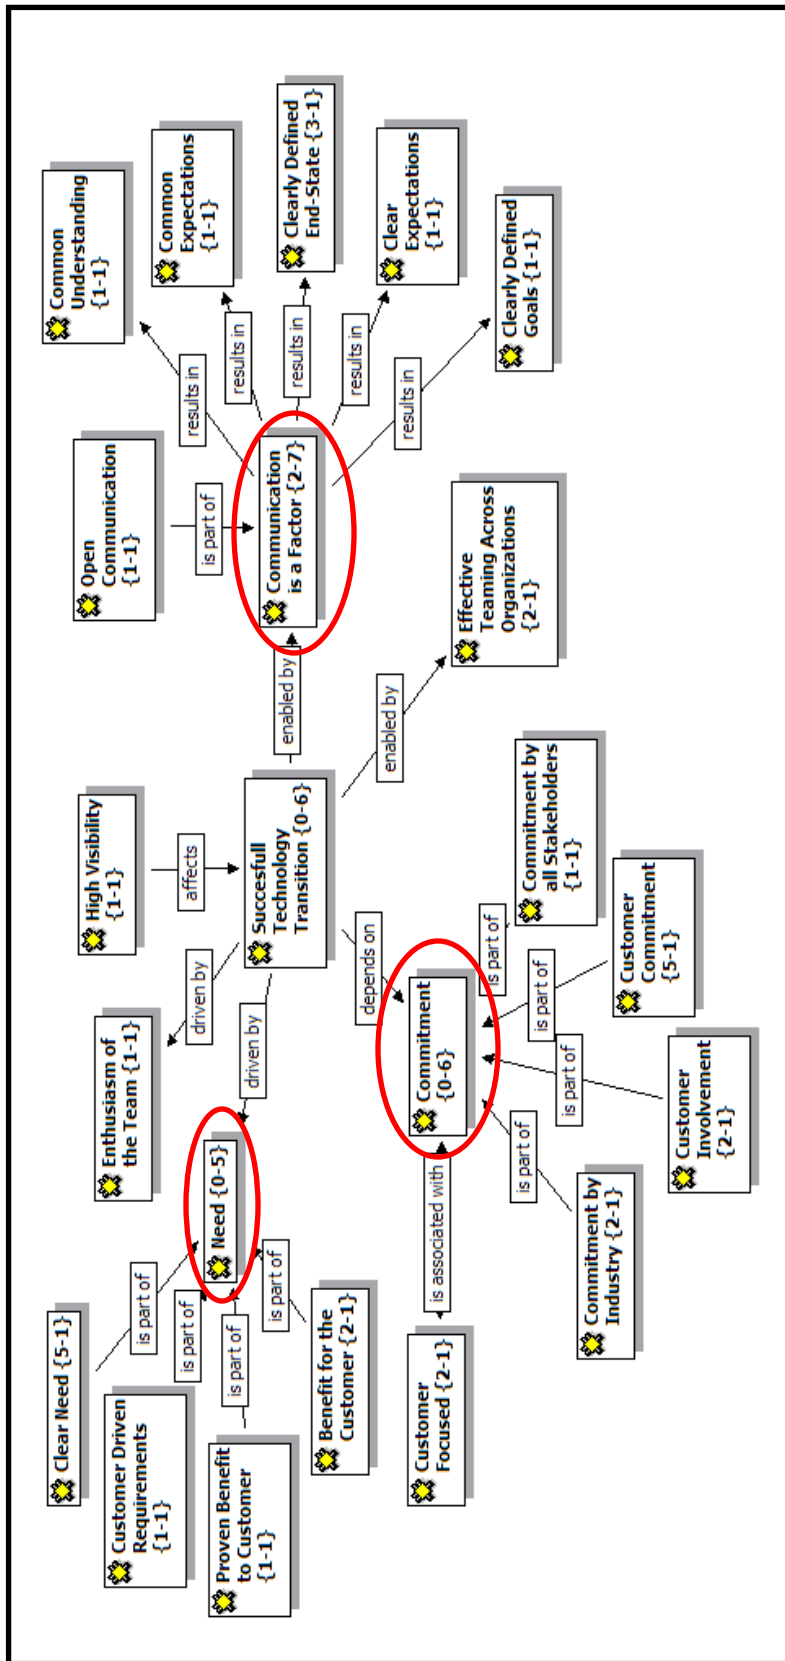 Clear Need {5-1}
is part of
Customer Driven
Requirements
{1-1}
is part of
Proven Benefit
to Customer
{1-1}
is part of
Benefit for the
Customer {2-1}
is part of
Need {0-5}
Enthusiasm of
the Team {1-1}
driven by
driven by
High Visibility
{1-1}
affects
Succesfull
Technology
Transition {0-6}
depends on
enabled by
enabled by
Open
Communication
{1-1}
is part of
Communication
is a Factor {2-7}
results in
results in
results in
results in
results in
Common
Understanding
{1-1}
Common
Expectations
{1-1}
Clearly Defined
End-State {3-1}
Clear
Expectations
{1-1}
Clearly Defined
Goals {1-1}
Effective
Teaming Across
Organizations
{2-1}
Customer
Focused {2-1}
is associated with
Commitment
{0-6}
is part of
is part of
is part of
is part of
Commitment by
Industry {2-1}
Customer
Involvement
{2-1}
Customer
Commitment
{5-1}
Commitment by
all Stakeholders
{1-1}